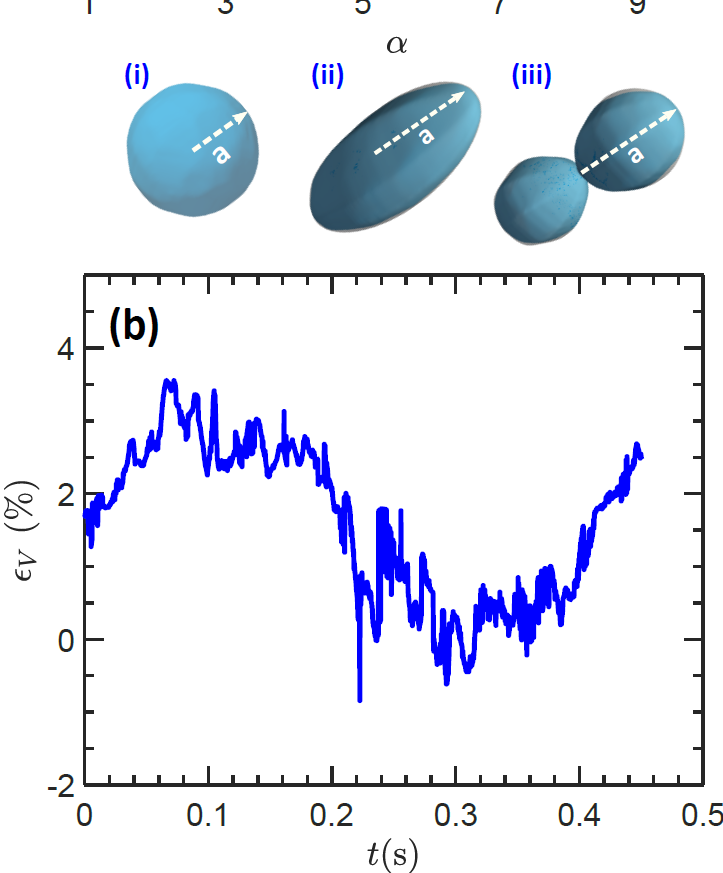 1 3 5 7 9
α
(i) (ii) (iii)
a a a
(b)
4
2
0
-2
ϵV (%)
0 0.1 0.2 0.3 0.4 0.5
t(s)